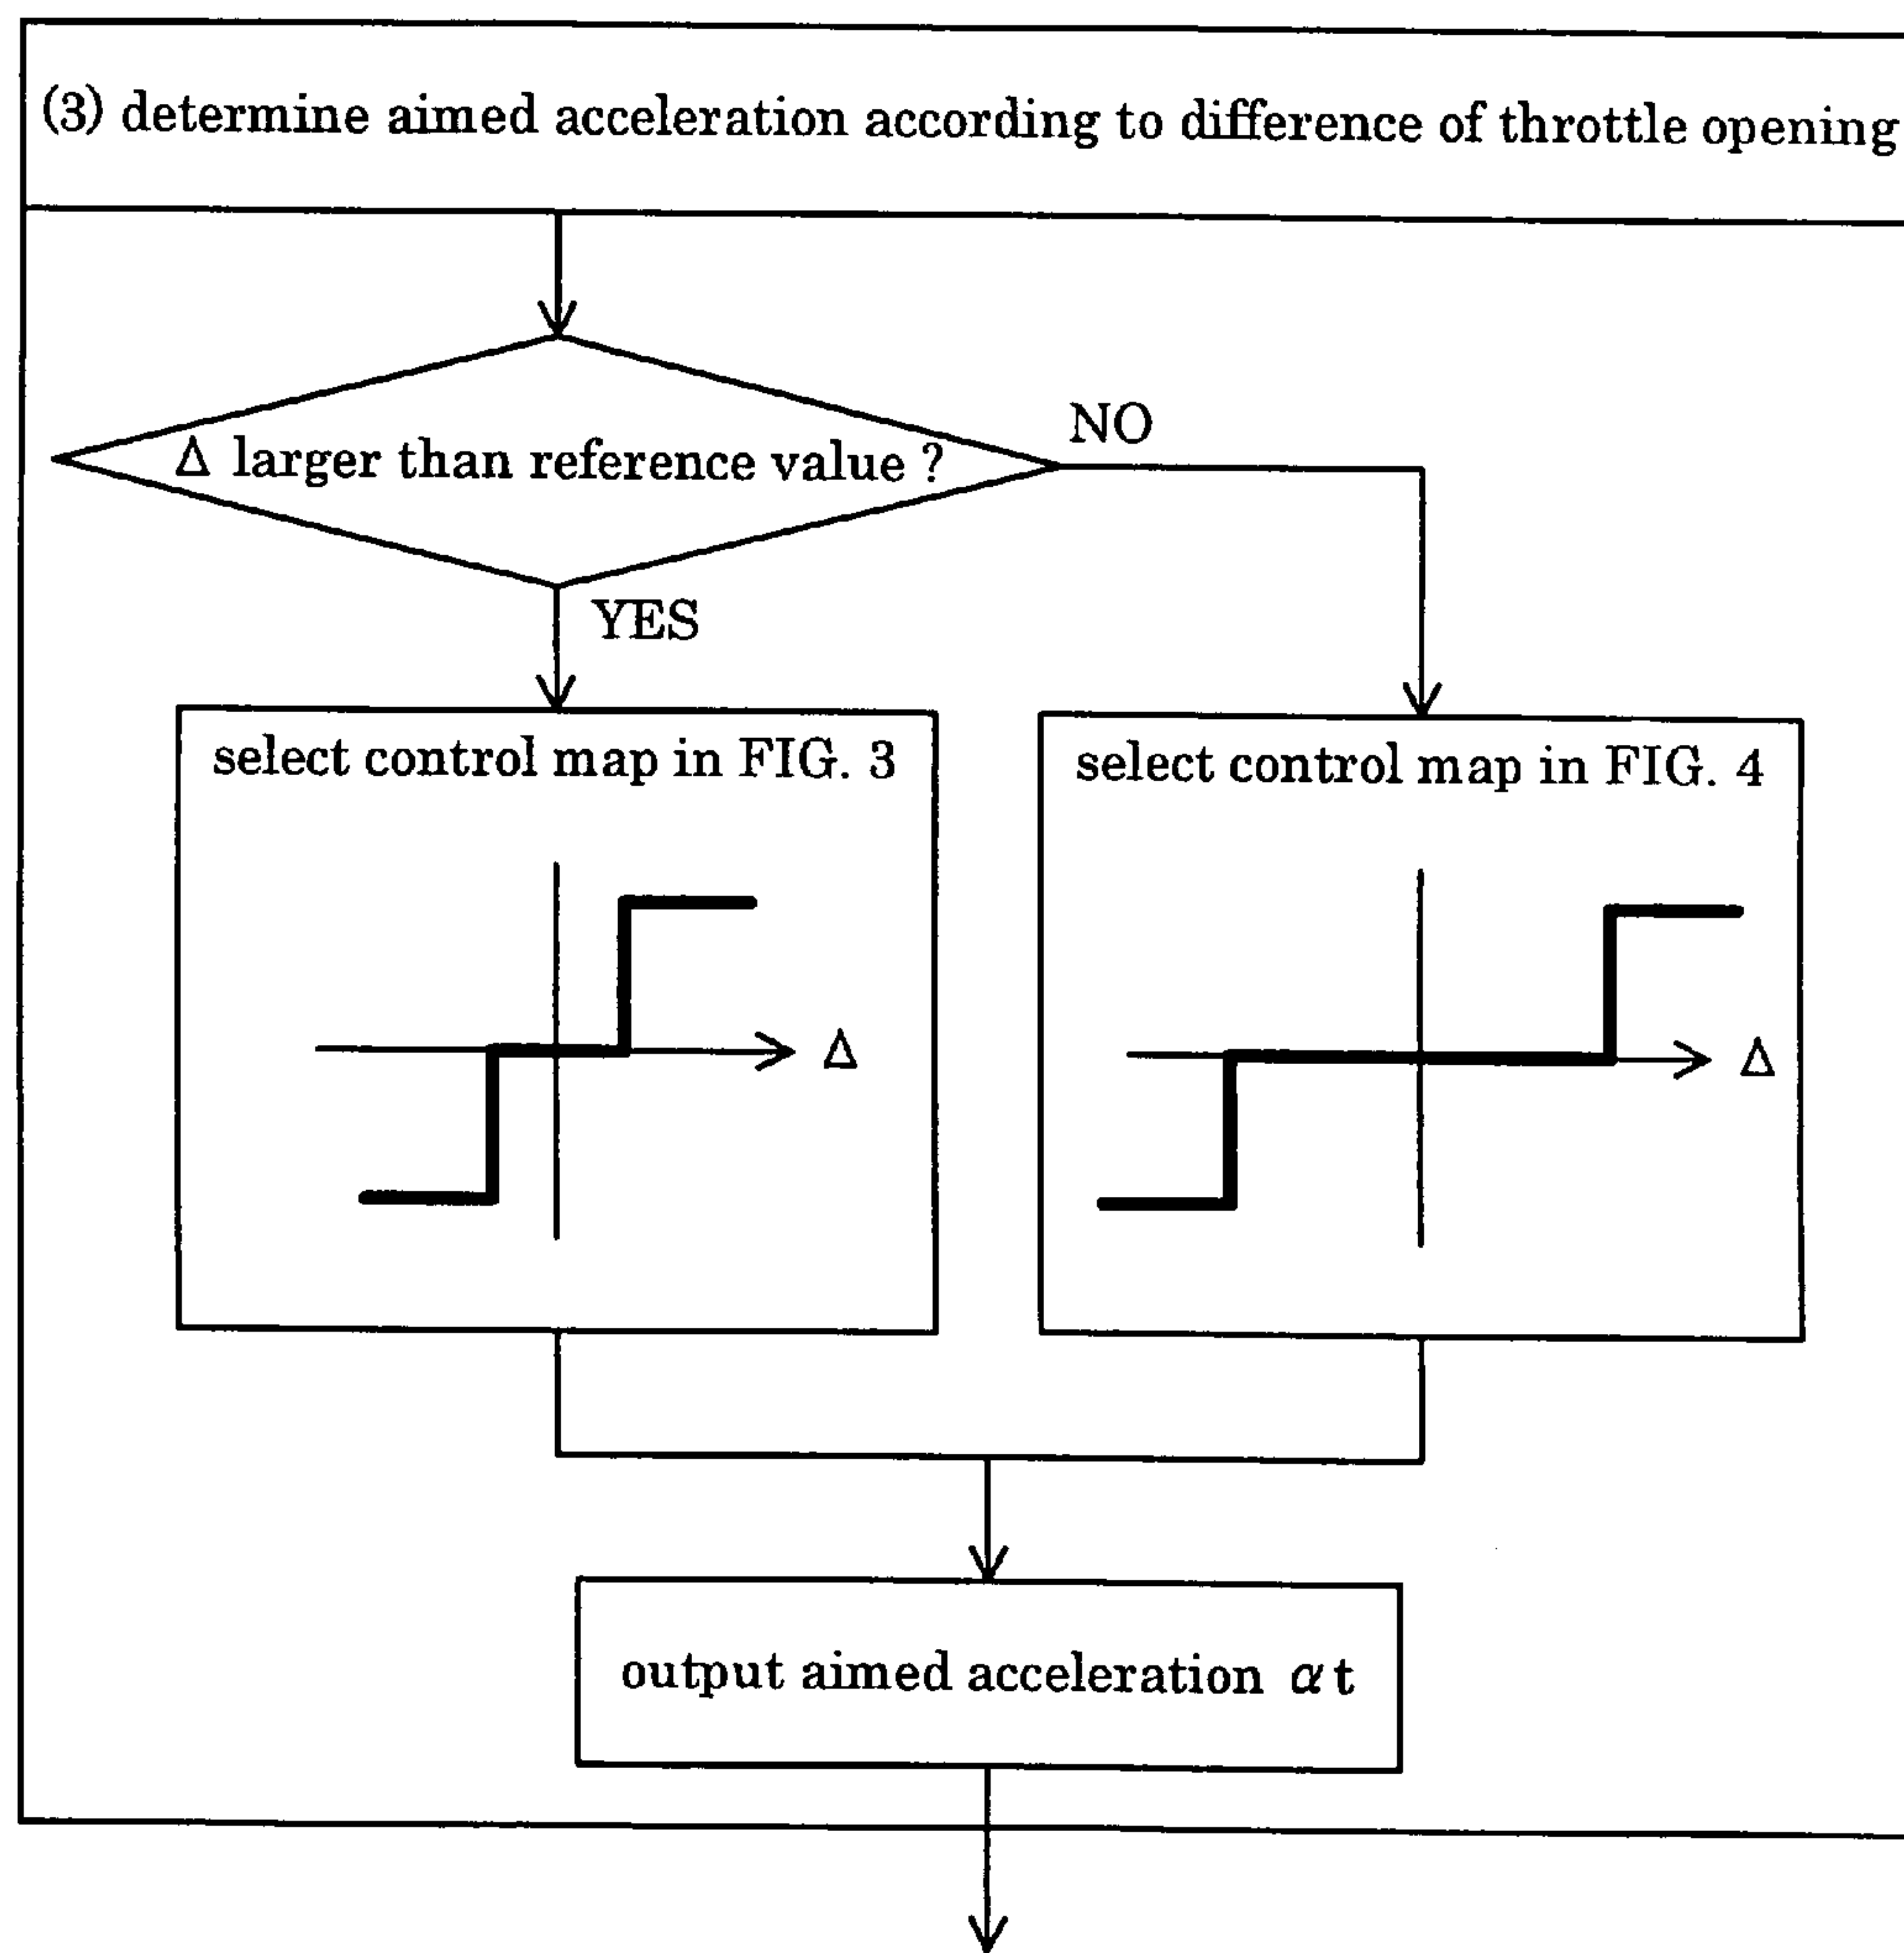 (3) determine aimed acceleration according to difference of throttle opening
Δ larger than reference value ?
NO
YES
select control map in FIG. 3
select control map in FIG. 4
Δ
Δ
output aimed acceleration αt